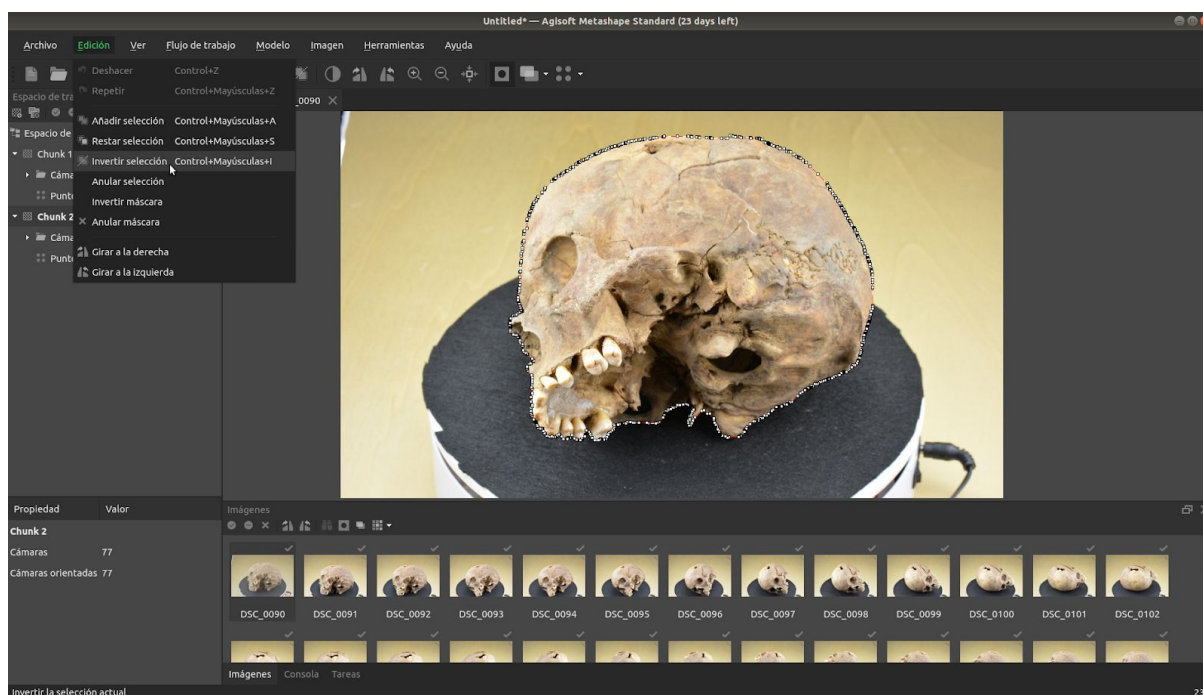 Untitled* — Agisoft Metashape Standard (23 days left)
Archivo Edición Ver Flujo de trabajo Modelo Imagen Herramientas Ayuda
Deshacer Control+Z
Repetir Control+Mayúsculas+Z
Añadir selección Control+Mayúsculas+A
Restar selección Control+Mayúsculas+S
Invertir selección Control+Mayúsculas+I
Anular selección
Invertir máscara
Anular máscara
Girar a la derecha
Girar a la izquierda
Espacio de tra
_0090
Espacio de
Chunk 1
Cáma
Punto
Chunk 2
Cáma
Punto
Propiedad Valor
Chunk 2
Cámaras 77
Cámaras orientadas 77
Imágenes
DSC_0090 DSC_0091 DSC_0092 DSC_0093 DSC_0094 DSC_0095 DSC_0096 DSC_0097 DSC_0098 DSC_0099 DSC_0100 DSC_0101 DSC_0102
Imágenes Consola Tareas
Invertir la selección actual